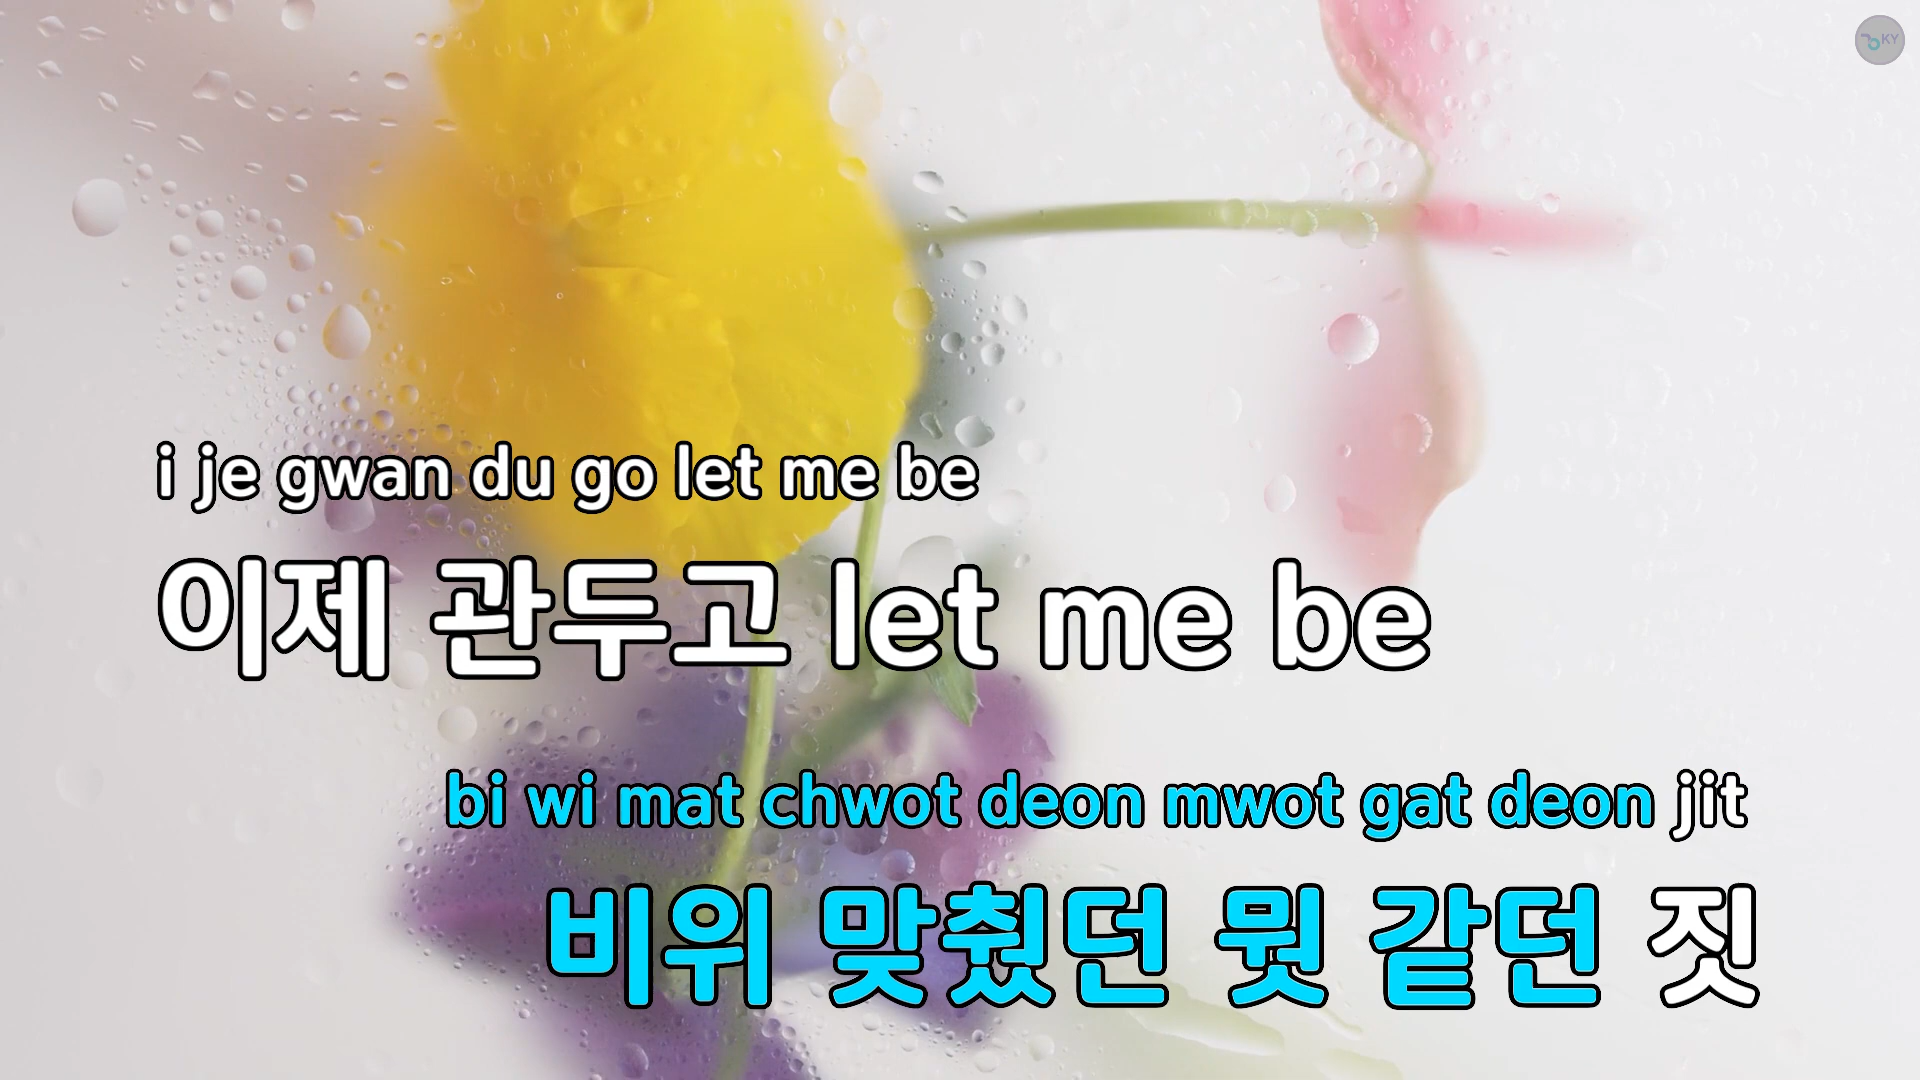 KY
i je gwan du go let me be
이제 관두고 let me be
bi wi mat chwot deon mwot gat deon jit
비위 맞췄던 뭣 같던 짓